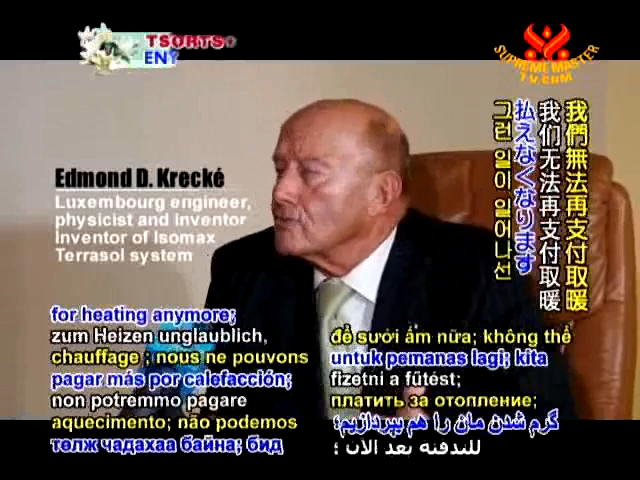 TSORTS
ENY
SUPREME MASTER
TV.COM
Edmond D. Krecké
Luxembourg engineer,
physicist and inventor
Inventor of Isomax
Terrasol system
我們無法再支付取暖
我们无法再支付取暖
払えなくなります
그런 일이 일어나선
for heating anymore;
zum Heizen unglaublich,
chauffage ; nous ne pouvons
pagar más por calefacción;
non potremmo pagare
aquecimento; não podemos
төлж чадахаа байна; бид
để sưởi ấm nữa; không thể
untuk pemanas lagi; kita
fizetni a fűtést;
платить за отопление;
گرم شدن مان را هم بپردازیم؛
للتدفئة بعد الآن ؛